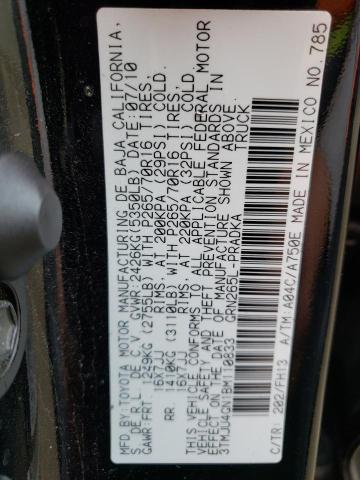 MFD.BY:TOYOTA MOTOR MANUFACTURING DE BAJA CALIFORNIA,
S. DE R.L. DE C.V. GVWR:2426KG(5350LB) DATE:07/10
GAWR:FRT. 1249KG (2755LB) WITH P265/70R16 TIRES,
16X7JJ RIMS, AT 200KPA (29PSI) COLD.
RR. 1410KG (3110LB) WITH P265/70R16 TIRES,
16X7JJ RIMS, AT 220KPA (32PSI) COLD.
THIS VEHICLE CONFORMS TO ALL APPLICABLE FEDERAL MOTOR
VEHICLE SAFETY AND THEFT PREVENTION STANDARDS IN
EFFECT ON THE DATE OF MANUFACTURE SHOWN ABOVE.
GRN265L-PRADKA TRUCK
C/TR: 202/FH13 A/TM:A04C/A750E MADE IN MEXICO NO.785